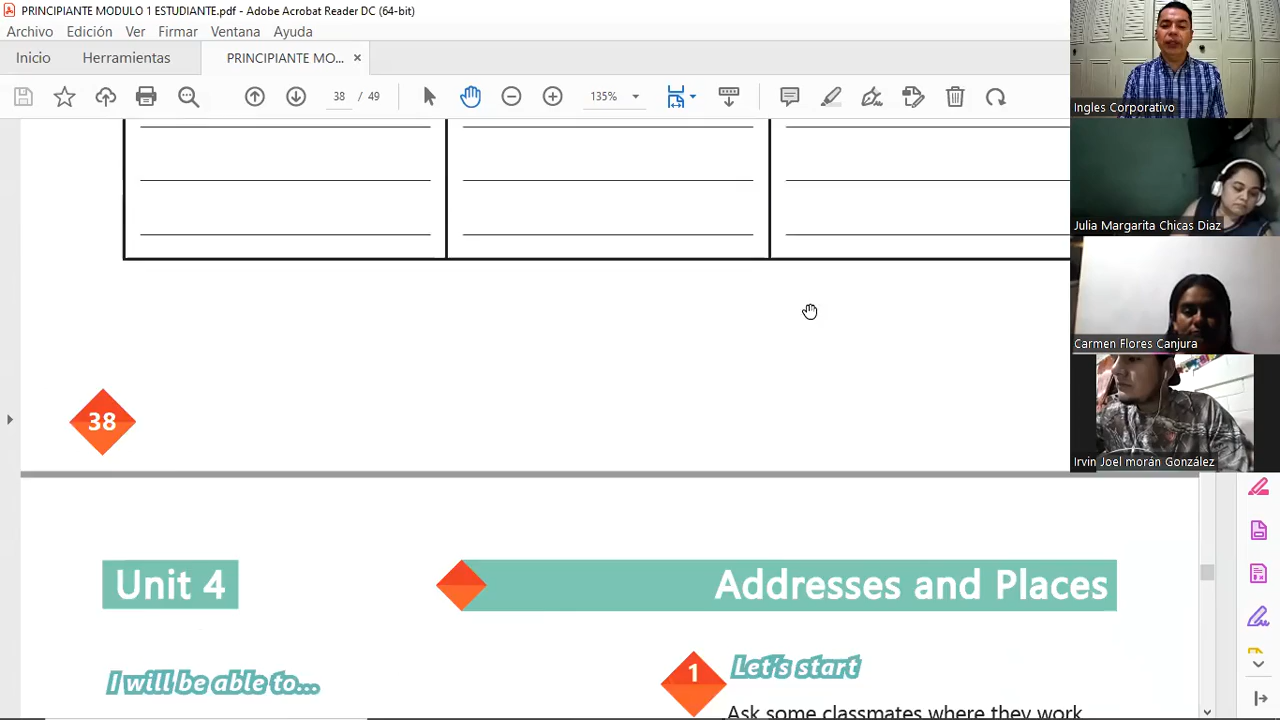 PRINCIPIANTE MODULO 1 ESTUDIANTE.pdf - Adobe Acrobat Reader DC (64-bit)
Archivo Edición Ver Firmar Ventana Ayuda
Inicio Herramientas PRINCIPIANTE MO... ×
38 / 49 135%
Ingles Corporativo
Julia Margarita Chicas Diaz
Carmen Flores Canjura
Irvin Joel morán González
38
Unit 4 Addresses and Places
I will be able to...
1 Let's start
Ask some classmates where they work